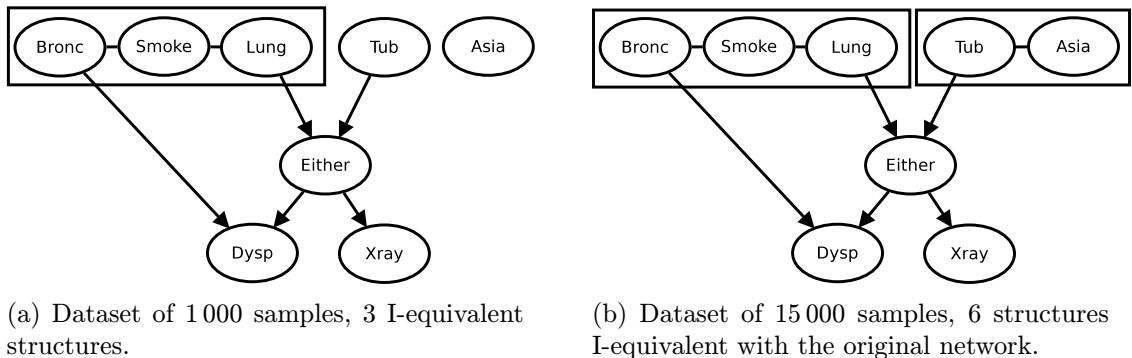 Bronc Smoke Lung Tub Asia
Either
Dysp Xray
(a) Dataset of 1 000 samples, 3 I-equivalent
structures.
Bronc Smoke Lung Tub Asia
Either
Dysp Xray
(b) Dataset of 15 000 samples, 6 structures
I-equivalent with the original network.